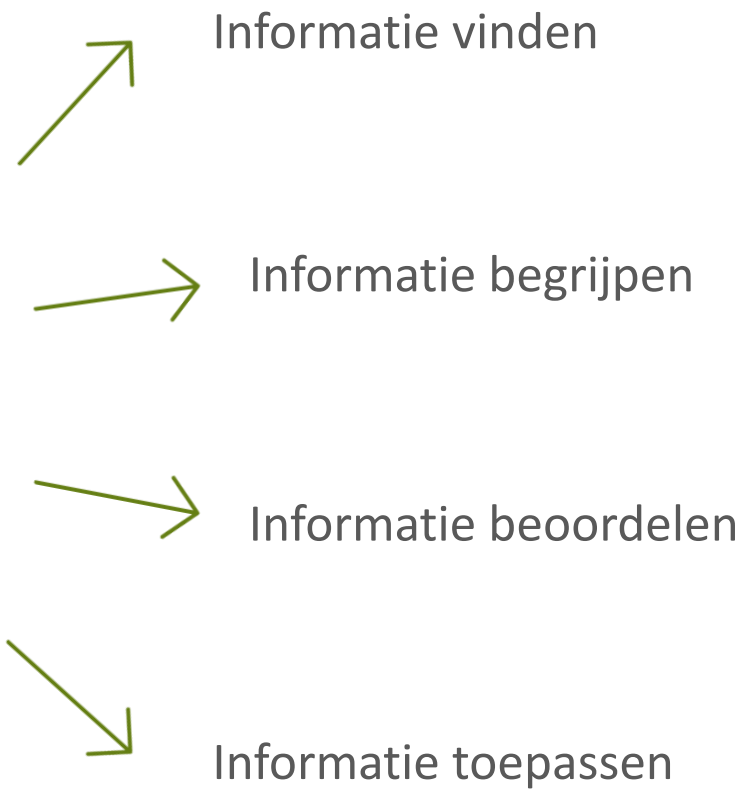 Informatie vinden
Informatie begrijpen
Informatie beoordelen
Informatie toepassen